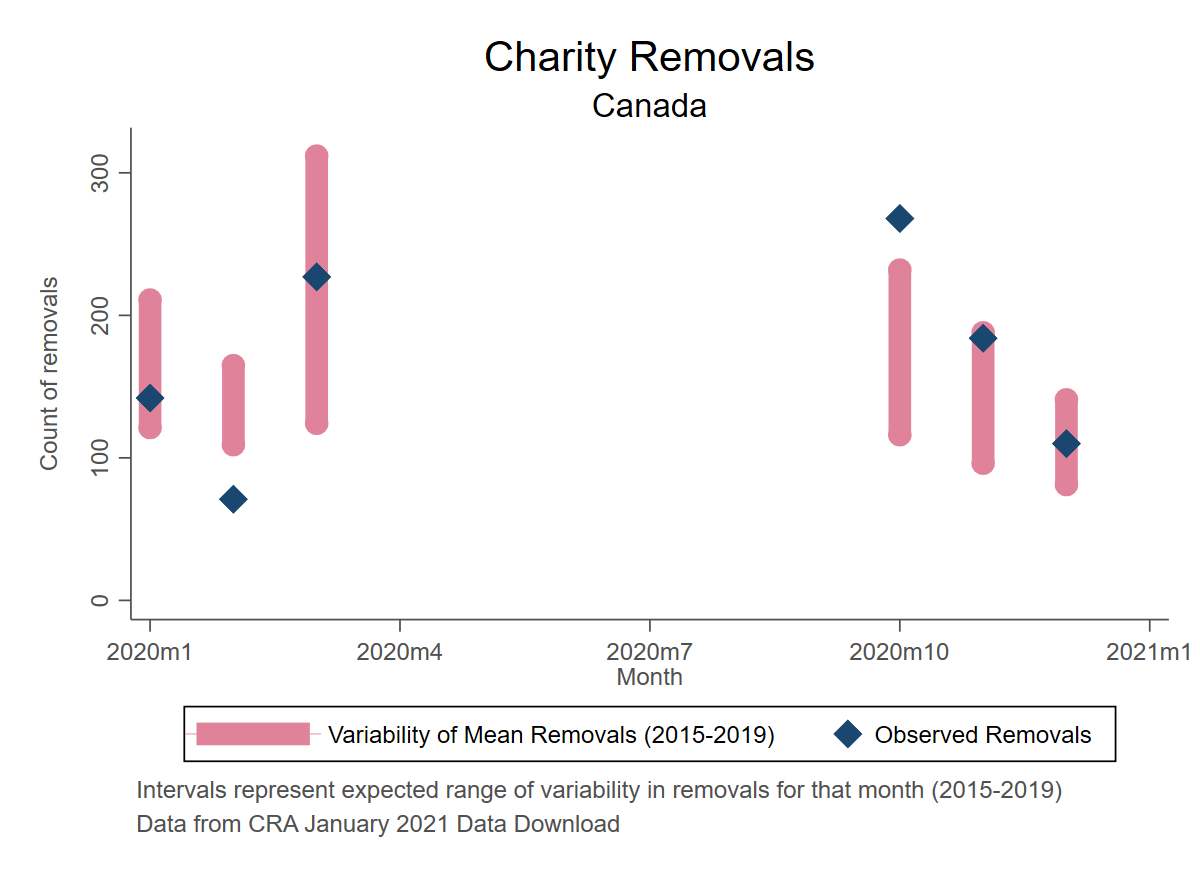 Charity Removals
Canada
Count of removals
300
200
100
0
2020m1 2020m4 2020m7 2020m10 2021m1
Month
Variability of Mean Removals (2015-2019) Observed Removals
Intervals represent expected range of variability in removals for that month (2015-2019)
Data from CRA January 2021 Data Download